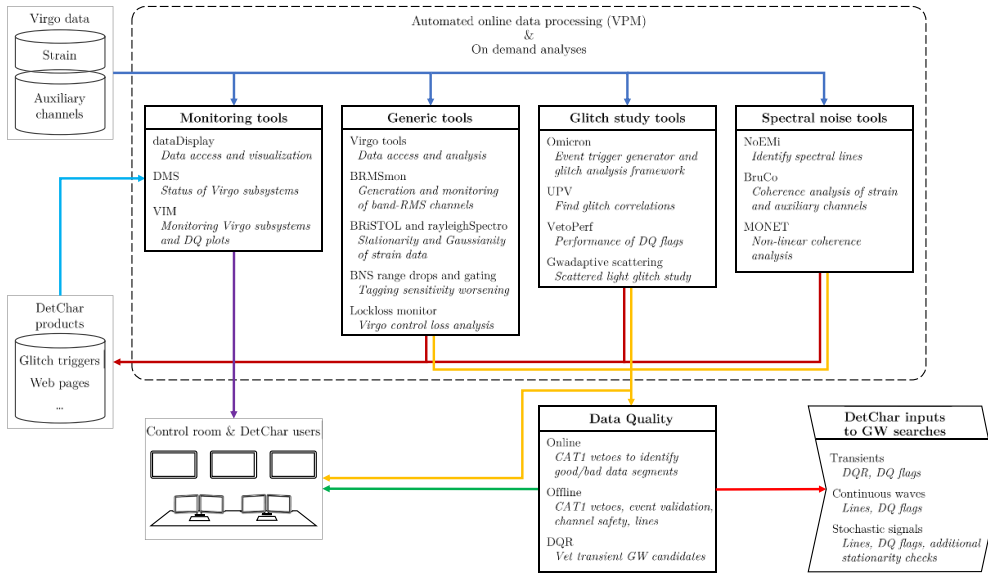 Virgo data
Strain
Auxiliary
channels
Automated online data processing (VPM)
&
On demand analyses
Monitoring tools
dataDisplay
Data access and visualization
DMS
Status of Virgo subsystems
VIM
Monitoring Virgo subsystems
and DQ plots
Generic tools
Virgo tools
Data access and analysis
BRMSmon
Generation and monitoring
of band-RMS channels
BRiSTOL and rayleighSpectro
Stationarity and Gaussianity
of strain data
BNS range drops and gating
Tagging sensitivity worsening
Lockloss monitor
Virgo control loss analysis
Glitch study tools
Omicron
Event trigger generator and
glitch analysis framework
UPV
Find glitch correlations
VetoPerf
Performance of DQ flags
Gwadaptive scattering
Scattered light glitch study
Spectral noise tools
NoEMi
Identify spectral lines
BruCo
Coherence analysis of strain
and auxiliary channels
MONET
Non-linear coherence
analysis
DetChar
products
Glitch triggers
Web pages
...
Control room & DetChar users
Data Quality
Online
CAT1 vetoes to identify
good/bad data segments
Offline
CAT1 vetoes, event validation,
channel safety, lines
DQR
Vet transient GW candidates
DetChar inputs
to GW searches
Transients
DQR, DQ flags
Continuous waves
Lines, DQ flags
Stochastic signals
Lines, DQ flags, additional
stationarity checks